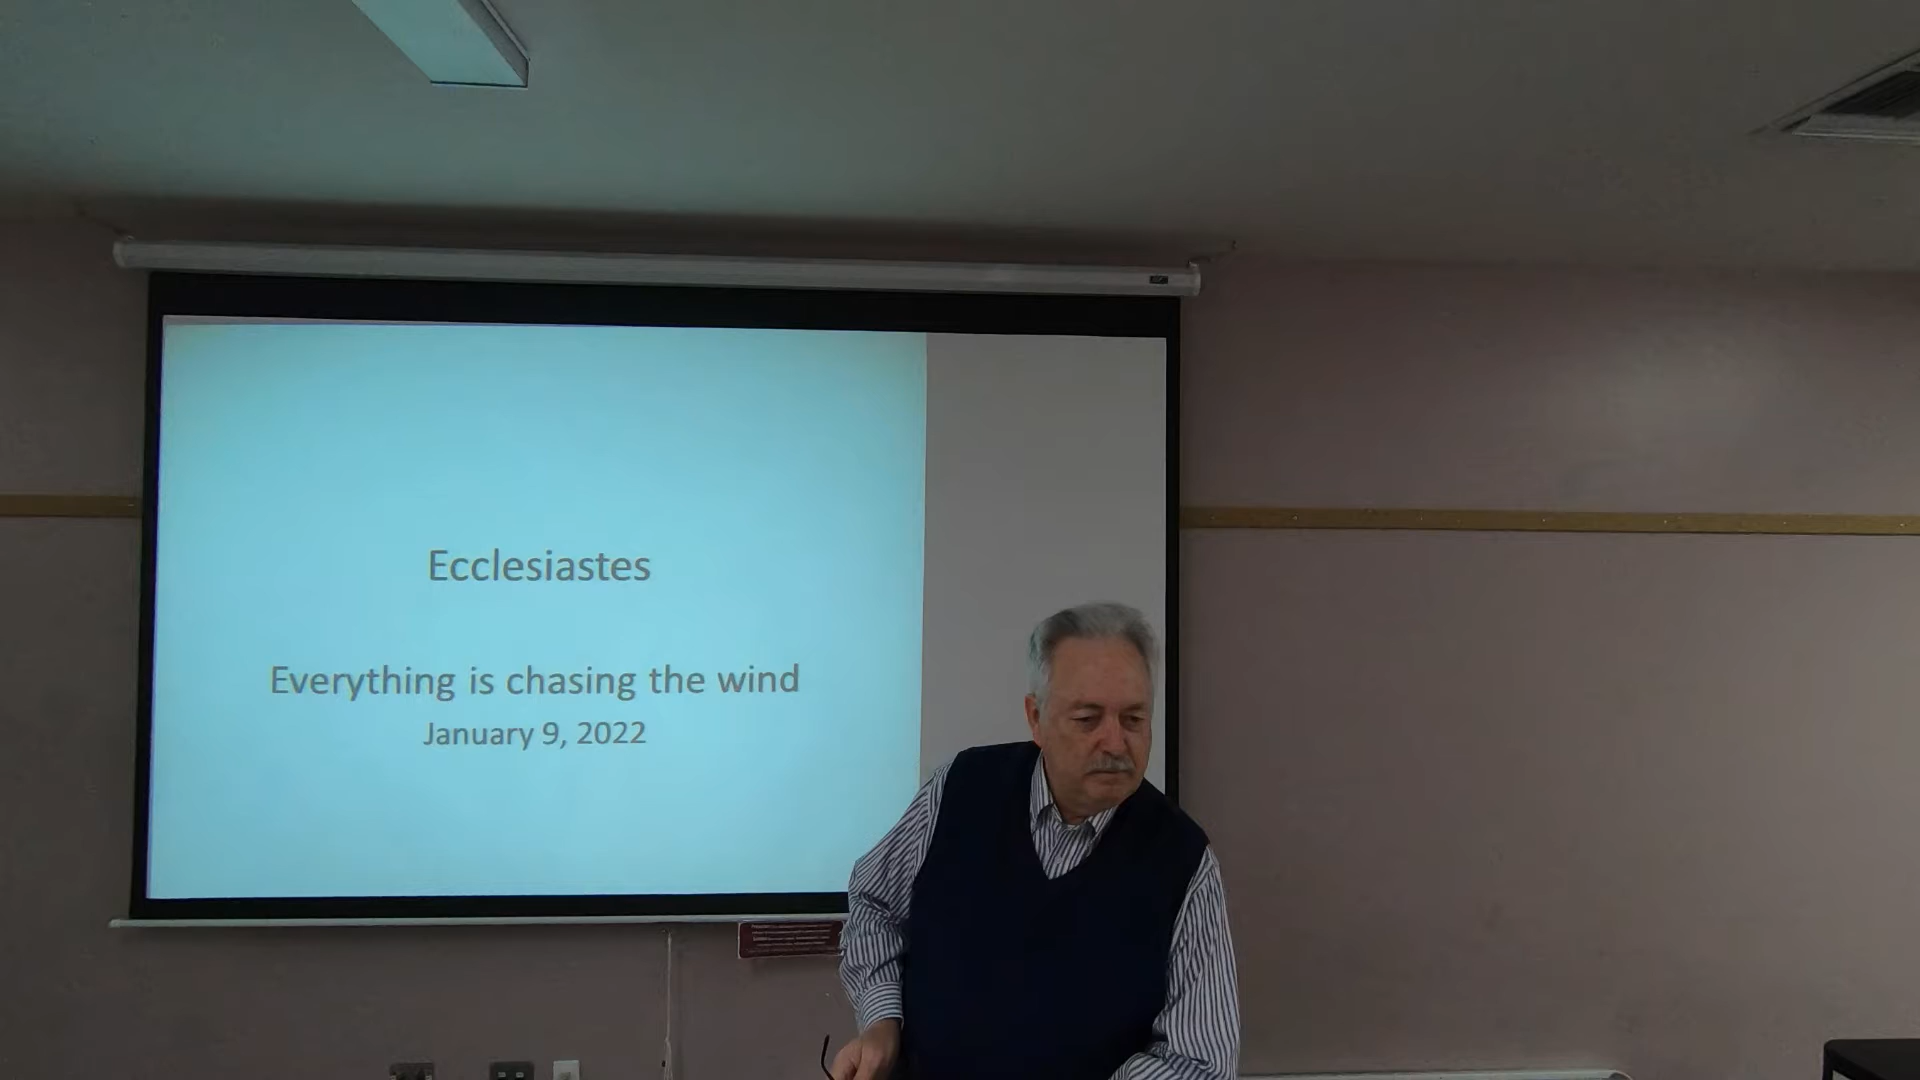 Ecclesiastes
Everything is chasing the wind
January 9, 2022